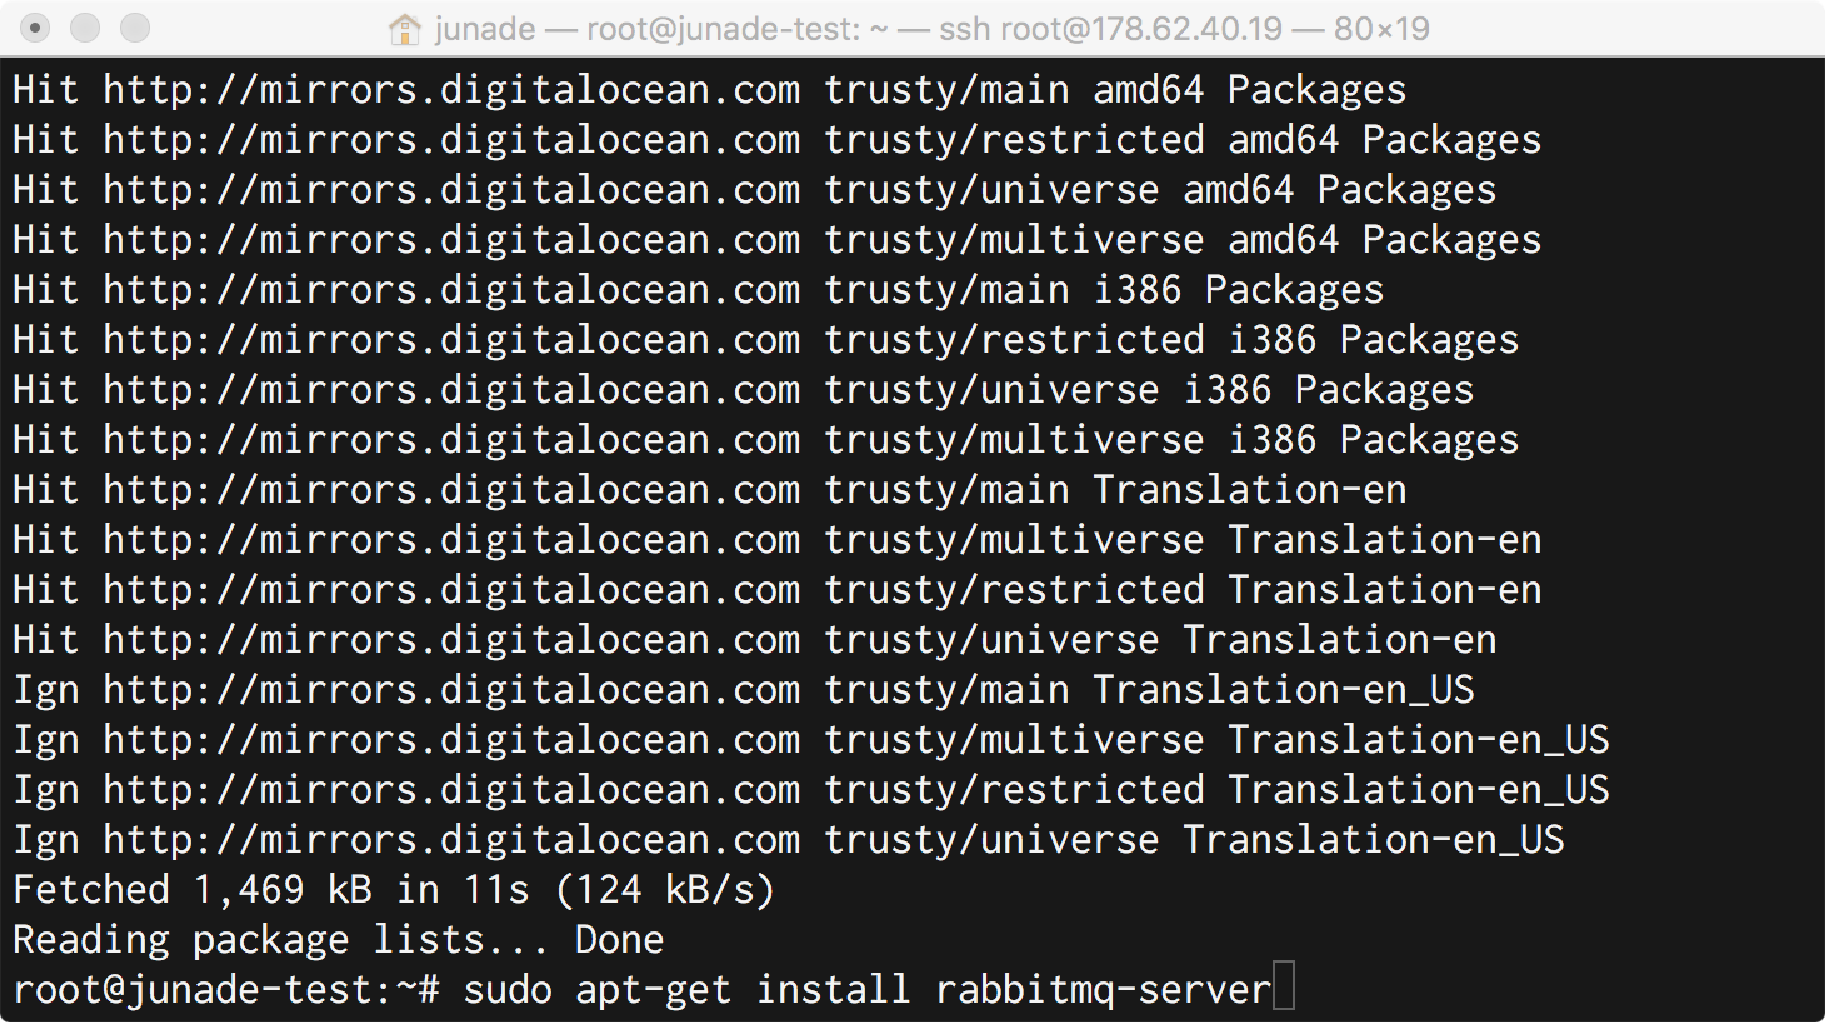 junade — root@junade-test: ~ — ssh root@178.62.40.19 — 80×19
Hit http://mirrors.digitalocean.com trusty/main amd64 Packages
Hit http://mirrors.digitalocean.com trusty/restricted amd64 Packages
Hit http://mirrors.digitalocean.com trusty/universe amd64 Packages
Hit http://mirrors.digitalocean.com trusty/multiverse amd64 Packages
Hit http://mirrors.digitalocean.com trusty/main i386 Packages
Hit http://mirrors.digitalocean.com trusty/restricted i386 Packages
Hit http://mirrors.digitalocean.com trusty/universe i386 Packages
Hit http://mirrors.digitalocean.com trusty/multiverse i386 Packages
Hit http://mirrors.digitalocean.com trusty/main Translation-en
Hit http://mirrors.digitalocean.com trusty/multiverse Translation-en
Hit http://mirrors.digitalocean.com trusty/restricted Translation-en
Hit http://mirrors.digitalocean.com trusty/universe Translation-en
Ign http://mirrors.digitalocean.com trusty/main Translation-en_US
Ign http://mirrors.digitalocean.com trusty/multiverse Translation-en_US
Ign http://mirrors.digitalocean.com trusty/restricted Translation-en_US
Ign http://mirrors.digitalocean.com trusty/universe Translation-en_US
Fetched 1,469 kB in 11s (124 kB/s)
Reading package lists... Done
root@junade-test:~# sudo apt-get install rabbitmq-server